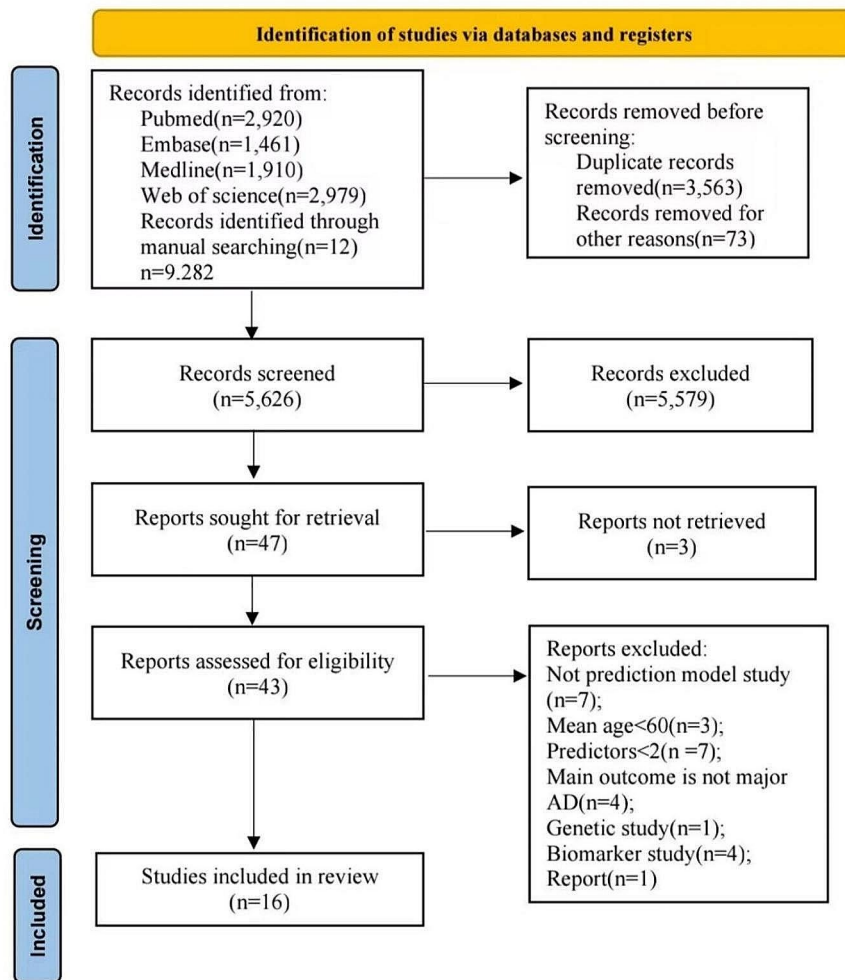 Identification of studies via databases and registers
Identification
Records identified from:
Pubmed(n=2,920)
Embase(n=1,461)
Medline(n=1,910)
Web of science(n=2,979)
Records identified through
manual searching(n=12)
n=9.282
Records removed before
screening:
Duplicate records
removed(n=3,563)
Records removed for
other reasons(n=73)
Screening
Records screened
(n=5,626)
Records excluded
(n=5,579)
Reports sought for retrieval
(n=47)
Reports not retrieved
(n=3)
Reports assessed for eligibility
(n=43)
Reports excluded:
Not prediction model study
(n=7);
Mean age<60(n=3);
Predictors<2(n =7);
Main outcome is not major
AD(n=4);
Genetic study(n=1);
Biomarker study(n=4);
Report(n=1)
Included
Studies included in review
(n=16)